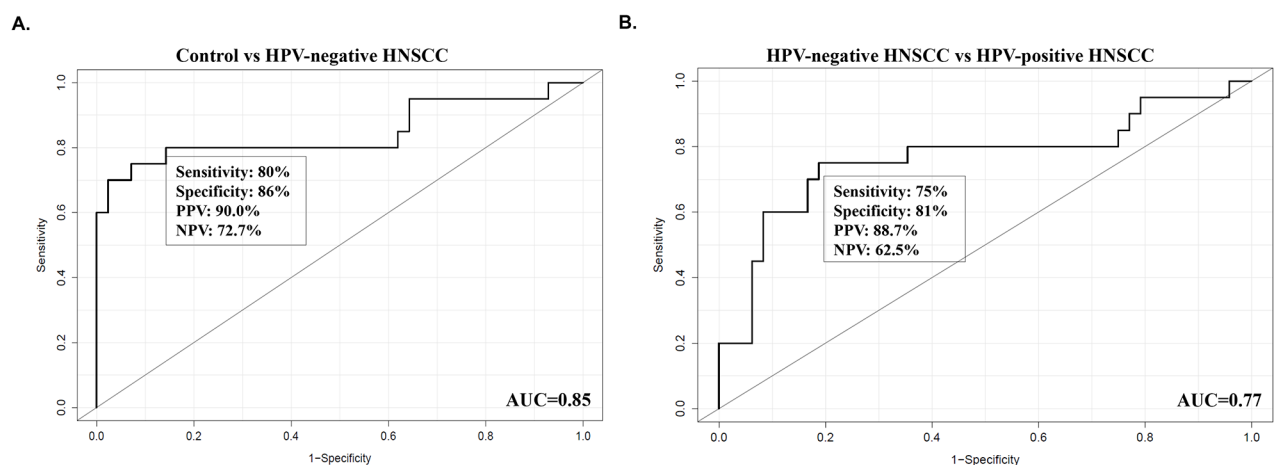 A.
Control vs HPV-negative HNSCC
1.0
0.8
0.6
0.4
0.2
0.0
Sensitivity
Sensitivity: 80%
Specificity: 86%
PPV: 90.0%
NPV: 72.7%
AUC=0.85
0.0 0.2 0.4 0.6 0.8 1.0
1−Specificity
B.
HPV-negative HNSCC vs HPV-positive HNSCC
1.0
0.8
0.6
0.4
0.2
0.0
Sensitivity
Sensitivity: 75%
Specificity: 81%
PPV: 88.7%
NPV: 62.5%
AUC=0.77
0.0 0.2 0.4 0.6 0.8 1.0
1−Specificity